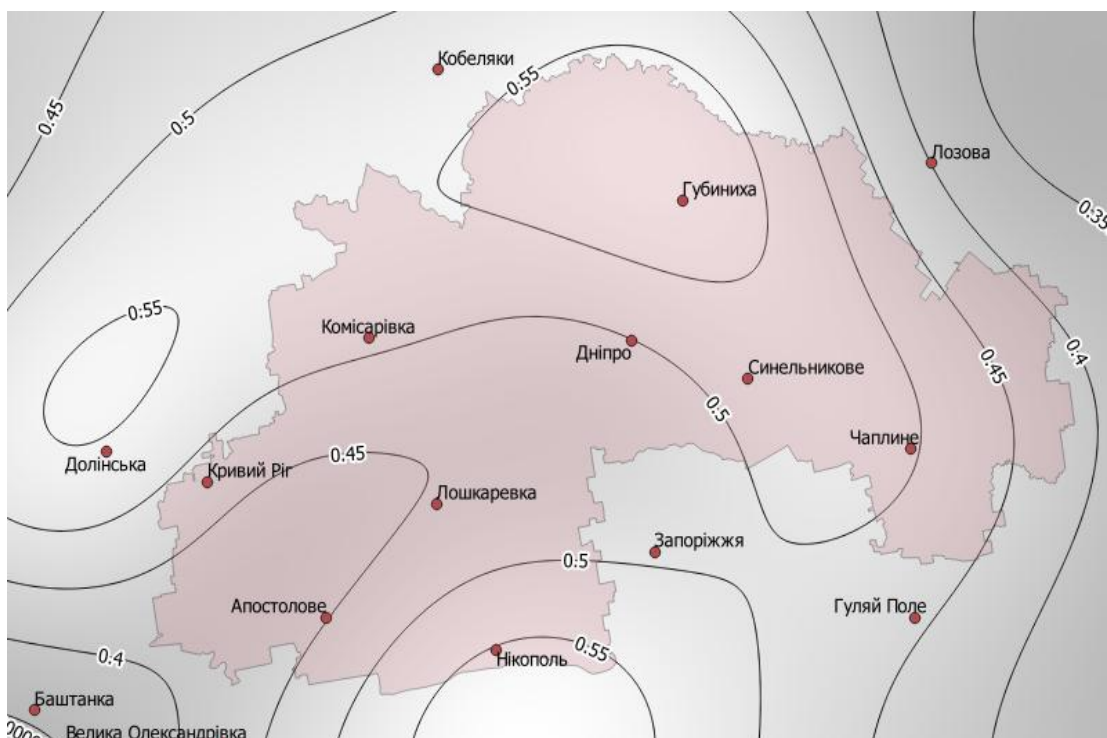 Кобеляки
0:55
0.45
0:5
Лозова
Губиниха
0:35
0:55
Комісарівка
Дніпро
0.45
0:4
Синельникове
0:5
Чаплине
0.45
Долінська
Кривий Ріг
Лошкаревка
Запоріжжя
0:5
Апостолове
Гуляй Поле
0:4
Нікополь
0:55
Баштанка
Велика Олександрівка